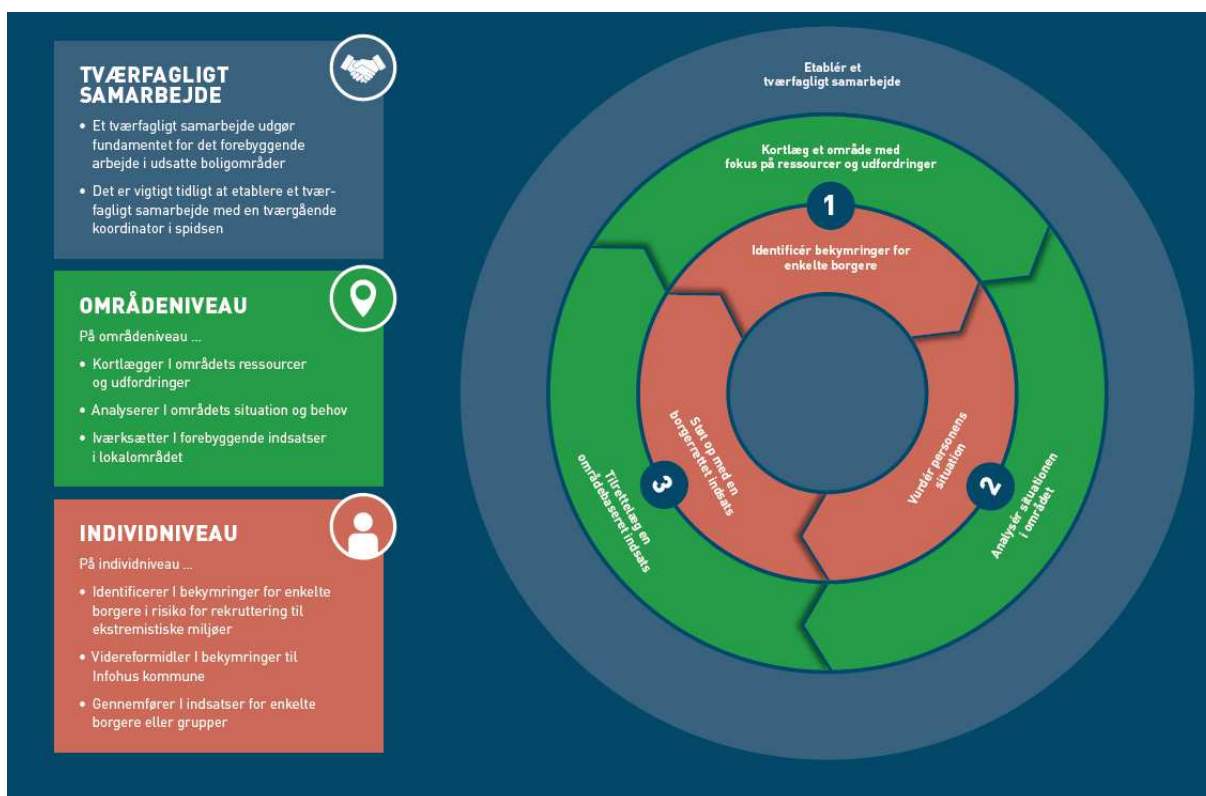 TVÆRFAGLIGT
SAMARBEJDE
• Et tværfagligt samarbejde udgør
fundamentet for det forebyggende
arbejde i udsatte boligområder
• Det er vigtigt tidligt at etablere et tvær-
fagligt samarbejde med en tværgående
koordinator i spidsen
OMRÅDENIVEAU
På områdeniveau ...
• Kortlægger I områdets ressourcer
og udfordringer
• Analyserer I områdets situation og behov
• Iværksætter I forebyggende indsatser
i lokalområdet
INDIVIDNIVEAU
På individniveau ...
• Identificerer I bekymringer for enkelte
borgere i risiko for rekruttering til
ekstremistiske miljøer
• Videreformidler I bekymringer til
Infohus kommune
• Gennemfører I indsatser for enkelte
borgere eller grupper
Etablér et
tværfagligt samarbejde
Kortlæg et område med
fokus på ressourcer og udfordringer
1
Identificér bekymringer for
enkelte borgere
Vurdér personens
situation
2
Analysér situationen
i området
Støt op med en
borgerrettet indsats
3
Tilrettelæg en
områdebaseret indsats